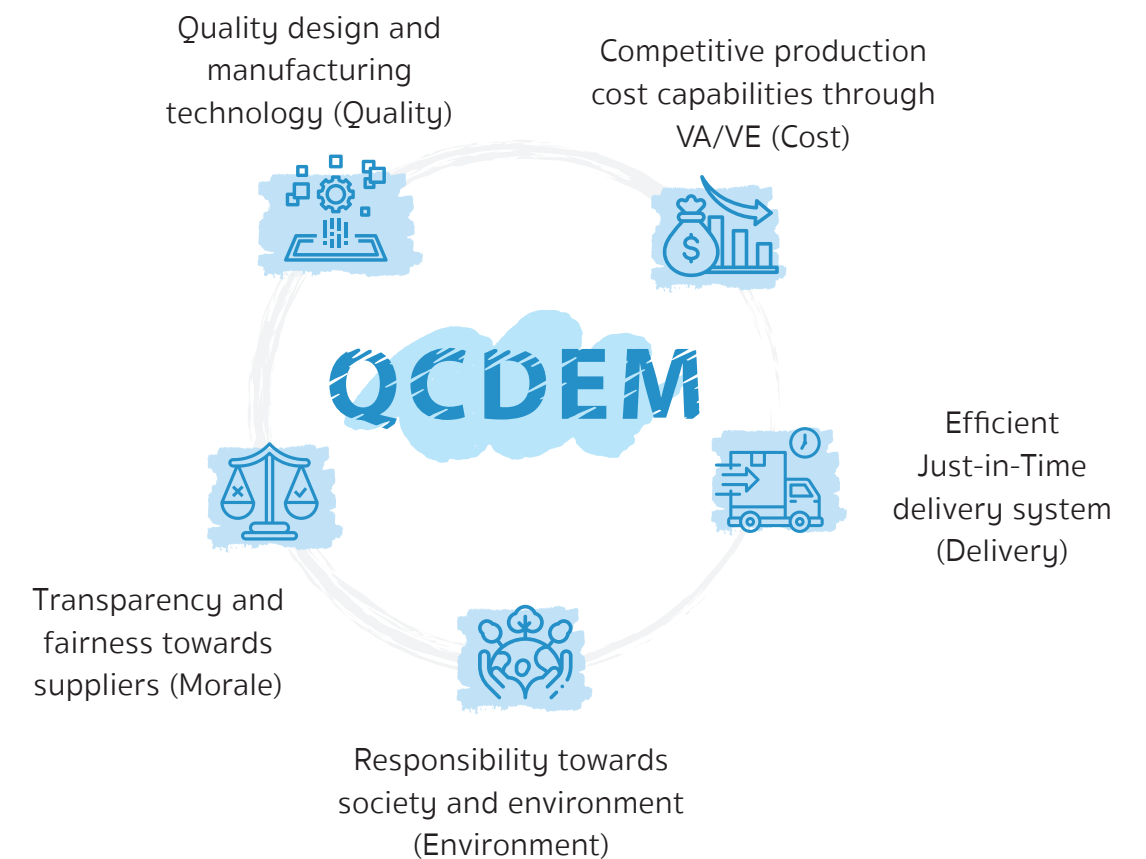 Quality design and
manufacturing
technology (Quality)
Competitive production
cost capabilities through
VA/VE (Cost)
$
QCDEM
Efficient
Just-in-Time
delivery system
(Delivery)
Transparency and
fairness towards
suppliers (Morale)
Responsibility towards
society and environment
(Environment)